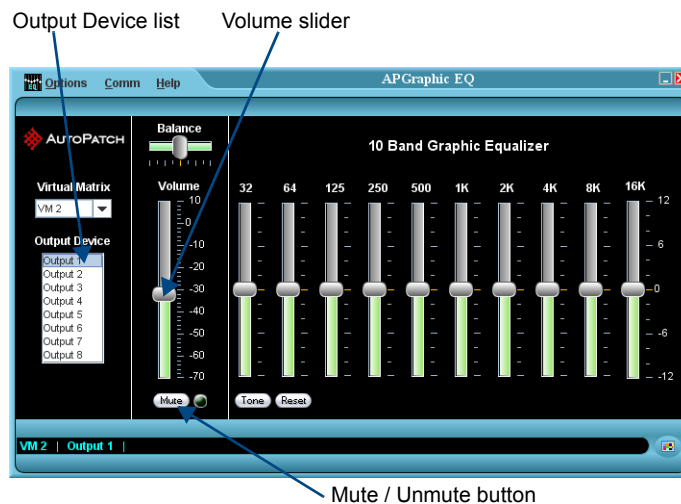 Output Device list Volume slider
Options Comm Help APGraphic EQ
AutoPatch
Balance
10 Band Graphic Equalizer
Virtual Matrix
VM 2
Volume
32 64 125 250 500 1K 2K 4K 8K 16K
10
0
-10
-20
-30
-40
-50
-60
-70
12
6
0
-6
-12
Output Device
Output 1
Output 2
Output 3
Output 4
Output 5
Output 6
Output 7
Output 8
Mute Tone Reset
VM 2 | Output 1 |
Mute / Unmute button